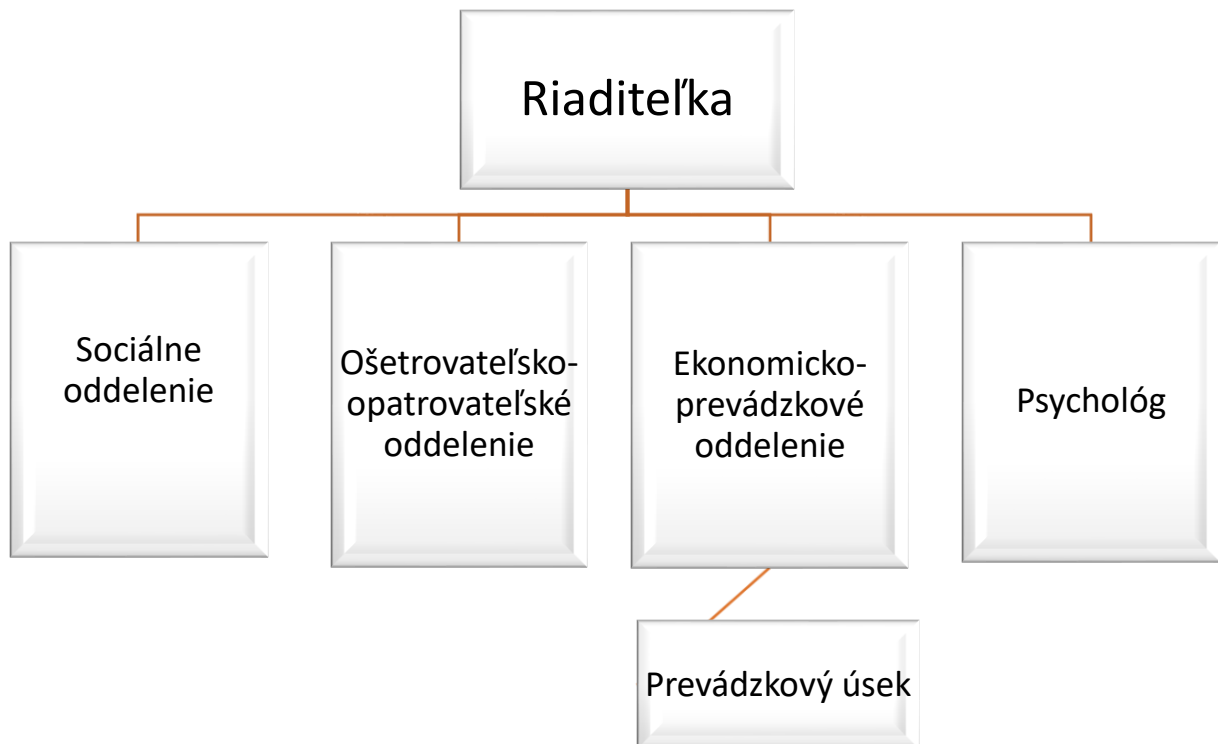 Riaditeľka
Sociálne
oddelenie
Ošetrovateľsko-
opatrovateľské
oddelenie
Ekonomicko-
prevádzkové
oddelenie
Psychológ
Prevádzkový úsek